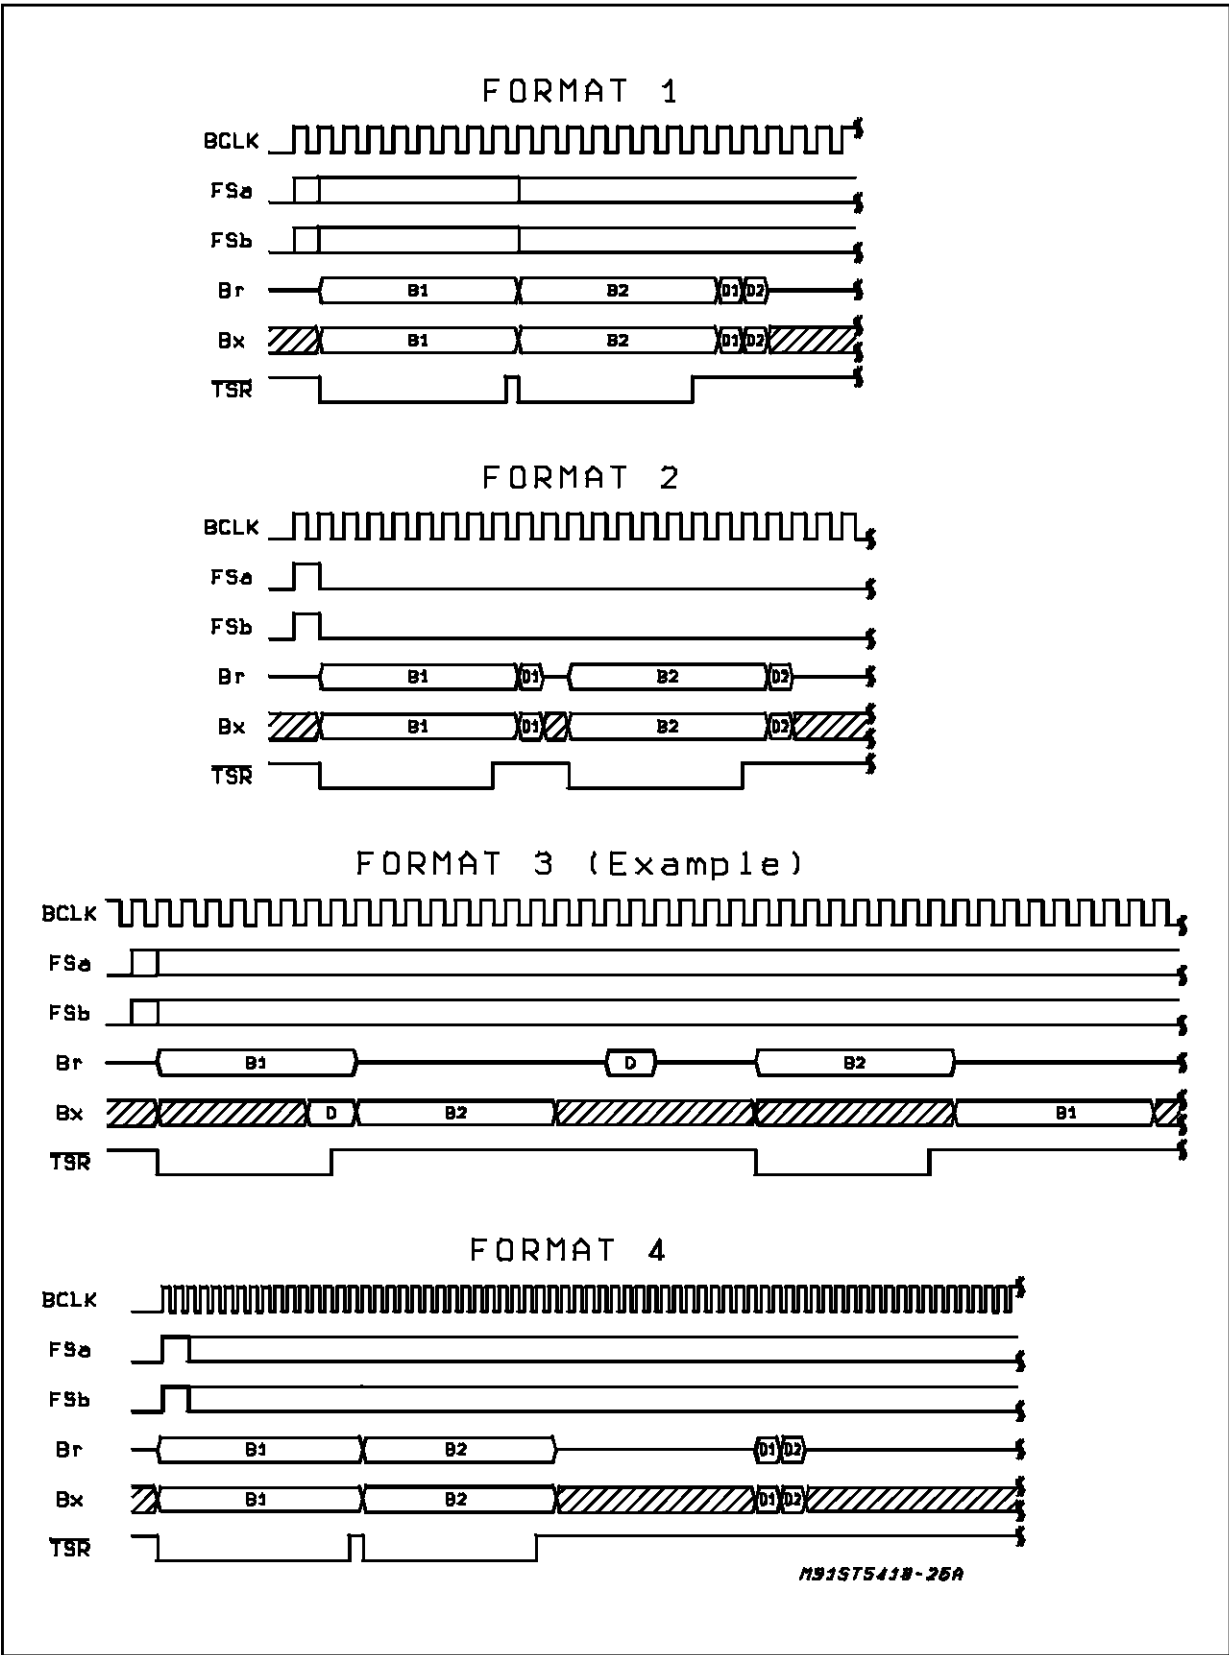 FORMAT 1
BCLK
FSa
FSb
Br B1 B2 D1 D2
Bx B1 B2 D1 D2
TSR
FORMAT 2
BCLK
FSa
FSb
Br B1 D1 B2 D2
Bx B1 D1 B2 D2
TSR
FORMAT 3 (Example)
BCLK
FSa
FSb
Br B1 D B2
Bx D B2 B1
TSR
FORMAT 4
BCLK
FSa
FSb
Br B1 B2 D1 D2
Bx B1 B2 D1 D2
TSR